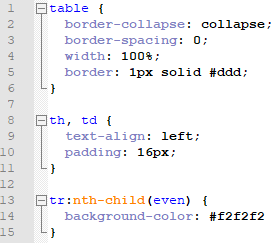 1 table {
2 border-collapse: collapse;
3 border-spacing: 0;
4 width: 100%;
5 border: 1px solid #ddd;
6 }
7
8 th, td {
9 text-align: left;
10 padding: 16px;
11 }
12
13 tr:nth-child(even) {
14 background-color: #f2f2f2
15 }